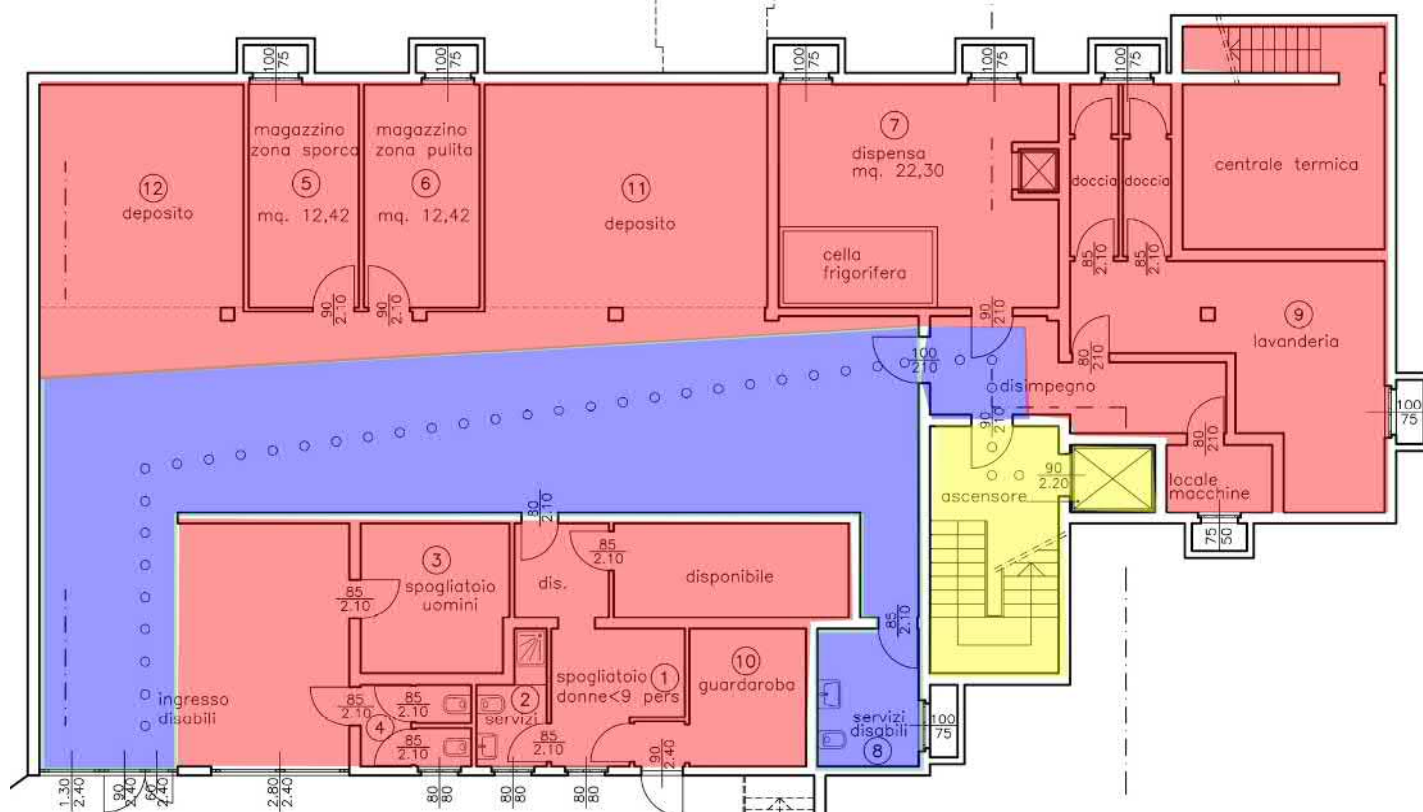 100
75
100
75
100
75
100
75
100
75
magazzino
zona sporca
5
mq. 12,42
magazzino
zona pulita
6
mq. 12,42
7
dispensa
mq. 22,30
centrale termica
doccia
doccia
12
deposito
11
deposito
cella
frigorifera
85
2.10
85
2.10
90
2.10
90
2.10
90
210
9
lavanderia
80
210
100
210
disimpegno
100
75
90
210
80
210
90
2.20
ascensore
locale
macchine
80
2.10
75
50
3
spogliatoio
uomini
85
2.10
dis.
85
2.10
disponibile
85
2.10
10
guardaroba
spogliatoio
1
donne<9 pers
2
servizi
ingresso
disabili
85
2.10
4
85
2.10
85
2.10
85
2.10
servizi
disabili
8
100
75
1.30
2.40
90
2.40
60
2.40
2.80
2.40
80
80
80
80
80
80
90
2.40